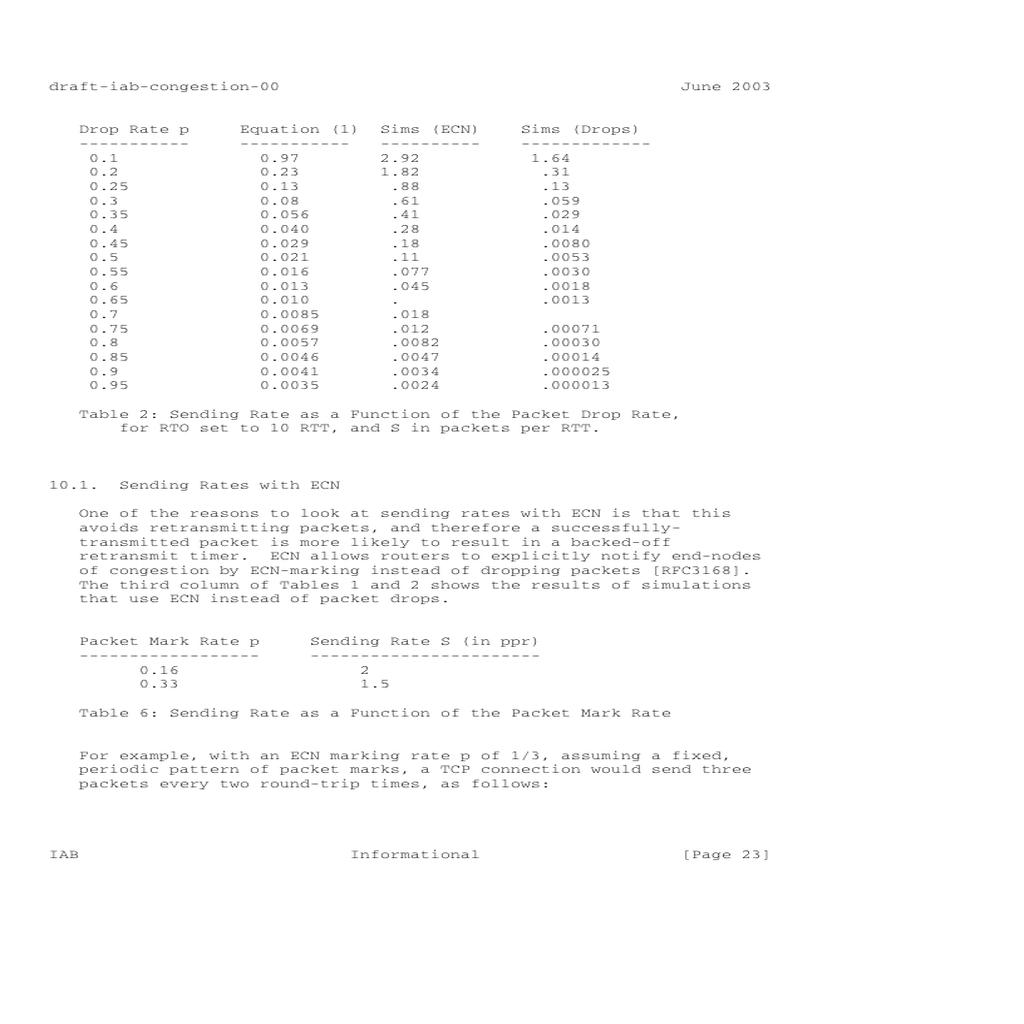 draft-iab-congestion-00 June 2003
Drop Rate p Equation (1) Sims (ECN) Sims (Drops)
----------- ----------- ---------- -------------
0.1 0.97 2.92 1.64
0.2 0.23 1.82 .31
0.25 0.13 .88 .13
0.3 0.08 .61 .059
0.35 0.056 .41 .029
0.4 0.040 .28 .014
0.45 0.029 .18 .0080
0.5 0.021 .11 .0053
0.55 0.016 .077 .0030
0.6 0.013 .045 .0018
0.65 0.010 . .0013
0.7 0.0085 .018
0.75 0.0069 .012 .00071
0.8 0.0057 .0082 .00030
0.85 0.0046 .0047 .00014
0.9 0.0041 .0034 .000025
0.95 0.0035 .0024 .000013
Table 2: Sending Rate as a Function of the Packet Drop Rate,
for RTO set to 10 RTT, and S in packets per RTT.
10.1. Sending Rates with ECN
One of the reasons to look at sending rates with ECN is that this
avoids retransmitting packets, and therefore a successfully-
transmitted packet is more likely to result in a backed-off
retransmit timer. ECN allows routers to explicitly notify end-nodes
of congestion by ECN-marking instead of dropping packets [RFC3168].
The third column of Tables 1 and 2 shows the results of simulations
that use ECN instead of packet drops.
Packet Mark Rate p Sending Rate S (in ppr)
------------------ -----------------------
0.16 2
0.33 1.5
Table 6: Sending Rate as a Function of the Packet Mark Rate
For example, with an ECN marking rate p of 1/3, assuming a fixed,
periodic pattern of packet marks, a TCP connection would send three
packets every two round-trip times, as follows:
IAB Informational [Page 23]